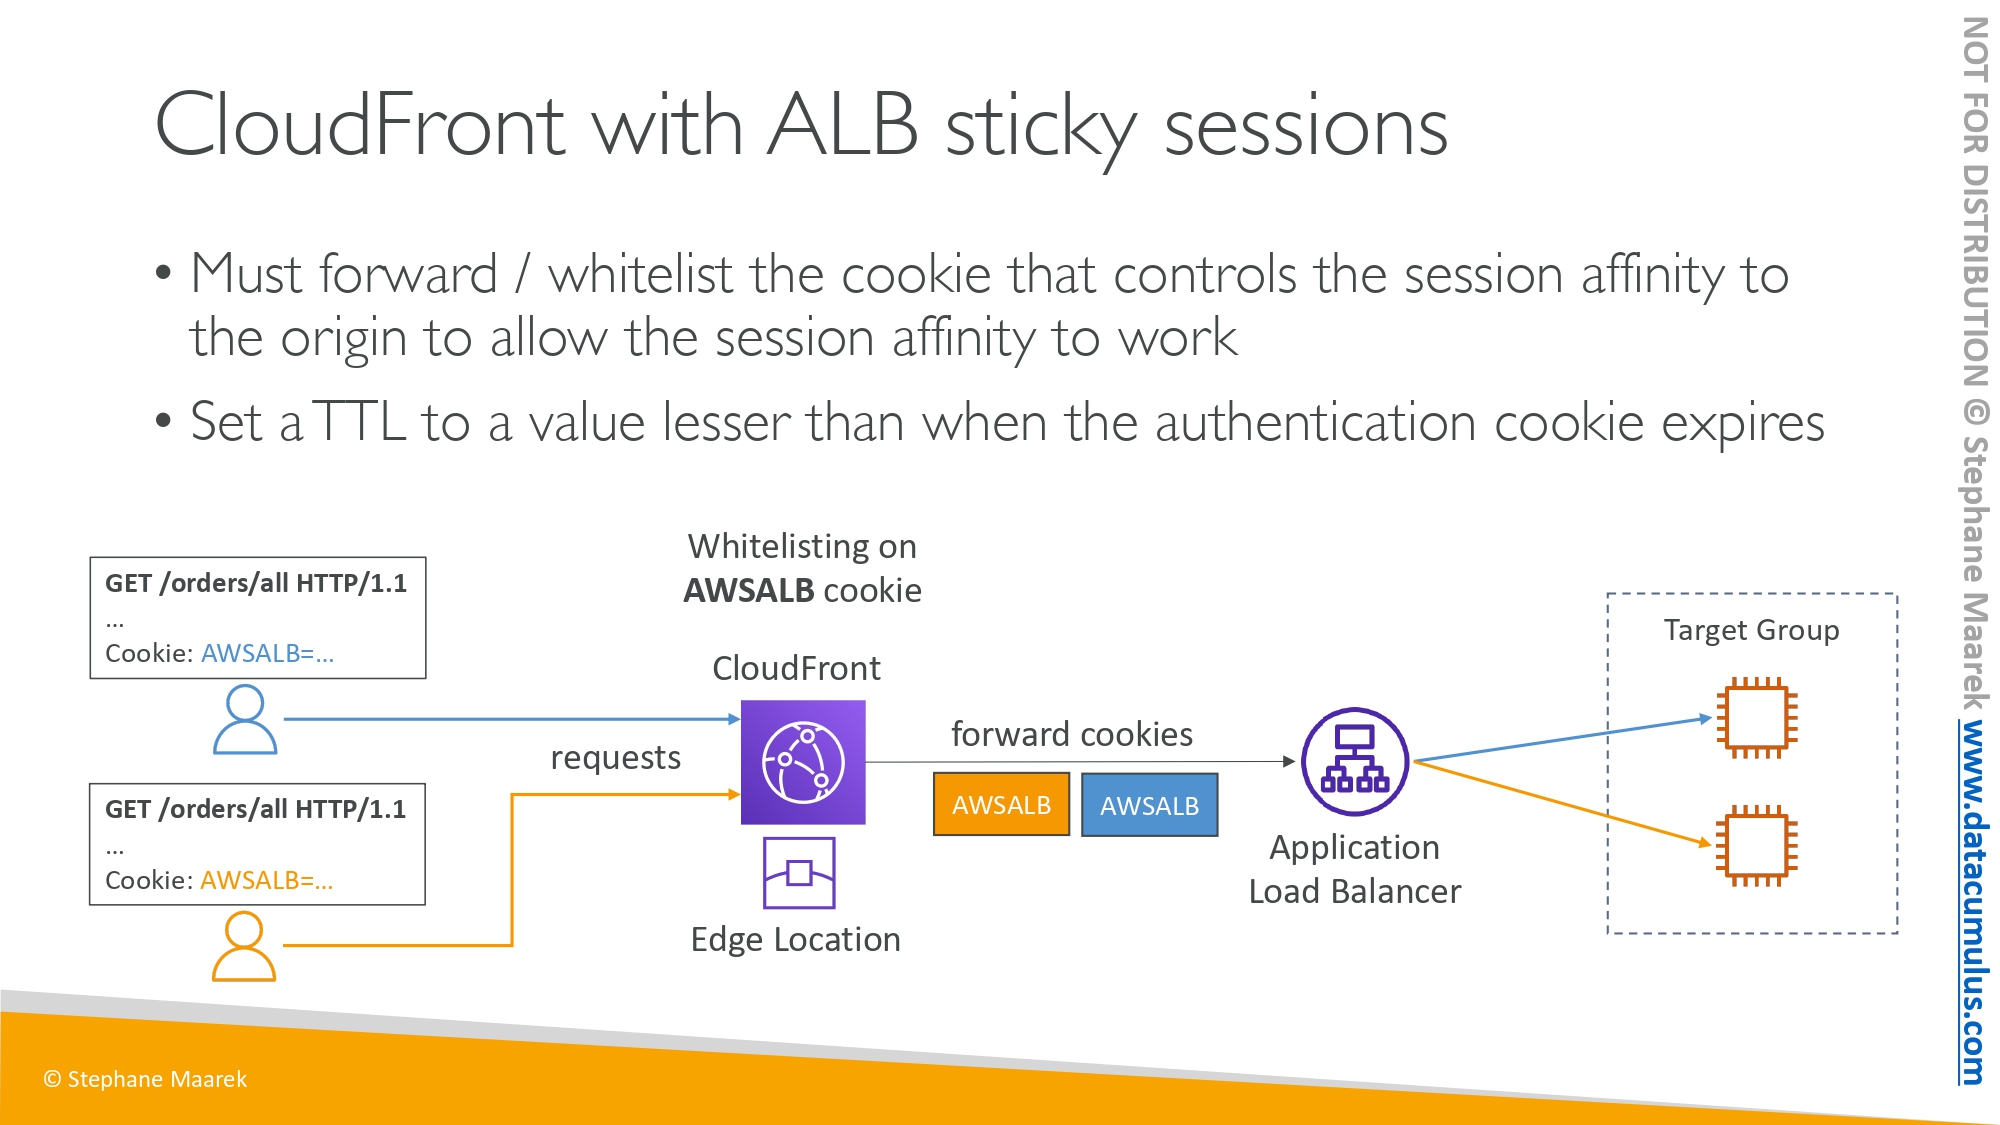 CloudFront with ALB sticky sessions
• Must forward / whitelist the cookie that controls the session affinity to
the origin to allow the session affinity to work
• Set a TTL to a value lesser than when the authentication cookie expires
GET /orders/all HTTP/1.1
...
Cookie: AWSALB=...
GET /orders/all HTTP/1.1
...
Cookie: AWSALB=...
requests
Whitelisting on
AWSALB cookie
CloudFront
Edge Location
forward cookies
AWSALB
AWSALB
Application
Load Balancer
Target Group
© Stephane Maarek
NOT FOR DISTRIBUTION © Stephane Maarek www.datacumulus.com